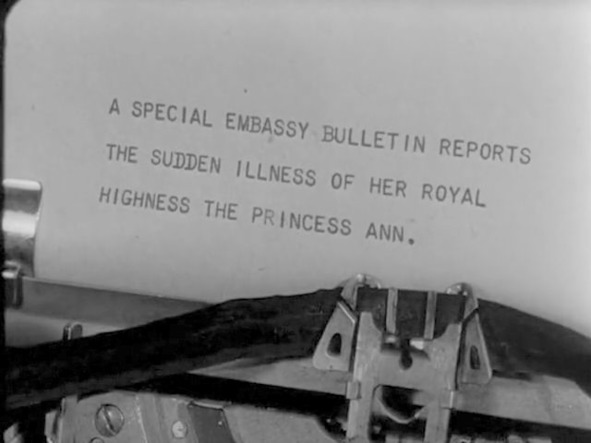 A SPECIAL EMBASSY BULLETIN REPORTS
THE SUDDEN ILLNESS OF HER ROYAL
HIGHNESS THE PRINCESS ANN.